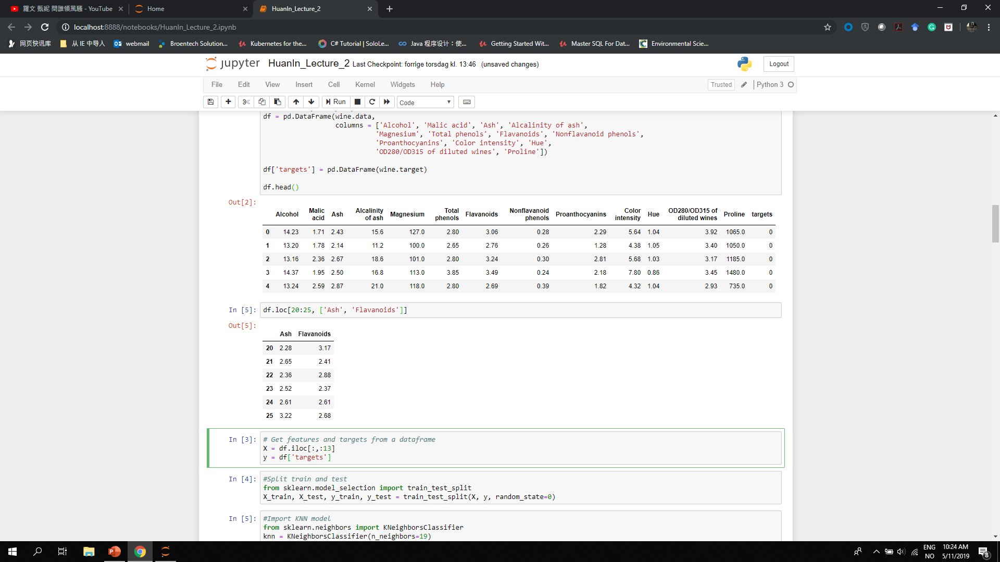 羅文 甄妮 問誰領風騷 - YouTube
Home
HuanIn_Lecture_2
localhost:8888/notebooks/HuanIn_Lecture_2.ipynb
网页快讯库
从 IE 中导入
webmail
Broentech Solution...
Kubernetes for the...
C# Tutorial | SoloLe...
Java 程序设计：使...
Getting Started Wit...
Master SQL For Dat...
Environmental Scie...
jupyter HuanIn_Lecture_2 Last Checkpoint: forrige torsdag kl. 13:46 (unsaved changes)
Logout
File Edit View Insert Cell Kernel Widgets Help
Trusted Python 3
Run Code
df = pd.DataFrame(wine.data,
columns = ['Alcohol', 'Malic acid', 'Ash', 'Alcalinity of ash',
'Magnesium', 'Total phenols', 'Flavanoids', 'Nonflavanoid phenols',
'Proanthocyanins', 'Color intensity', 'Hue',
'OD280/OD315 of diluted wines', 'Proline'])
df['targets'] = pd.DataFrame(wine.target)
df.head()
Out[2]:
Alcohol Malic acid Ash Alcalinity of ash Magnesium Total phenols Flavanoids Nonflavanoid phenols Proanthocyanins Color intensity Hue OD280/OD315 of diluted wines Proline targets
0 14.23 1.71 2.43 15.6 127.0 2.80 3.06 0.28 2.29 5.64 1.04 3.92 1065.0 0
1 13.20 1.78 2.14 11.2 100.0 2.65 2.76 0.26 1.28 4.38 1.05 3.40 1050.0 0
2 13.16 2.36 2.67 18.6 101.0 2.80 3.24 0.30 2.81 5.68 1.03 3.17 1185.0 0
3 14.37 1.95 2.50 16.8 113.0 3.85 3.49 0.24 2.18 7.80 0.86 3.45 1480.0 0
4 13.24 2.59 2.87 21.0 118.0 2.80 2.69 0.39 1.82 4.32 1.04 2.93 735.0 0
In [5]: df.loc[20:25, ['Ash', 'Flavanoids']]
Out[5]:
Ash Flavanoids
20 2.28 3.17
21 2.65 2.41
22 2.36 2.88
23 2.52 2.37
24 2.61 2.61
25 3.22 2.68
In [3]: # Get features and targets from a dataframe
X = df.iloc[:,:13]
y = df['targets']
In [4]: #Split train and test
from sklearn.model_selection import train_test_split
X_train, X_test, y_train, y_test = train_test_split(X, y, random_state=0)
In [5]: #Import KNN model
from sklearn.neighbors import KNeighborsClassifier
knn = KNeighborsClassifier(n_neighbors=19)
ENG
NO
10:24 AM
5/11/2019
8